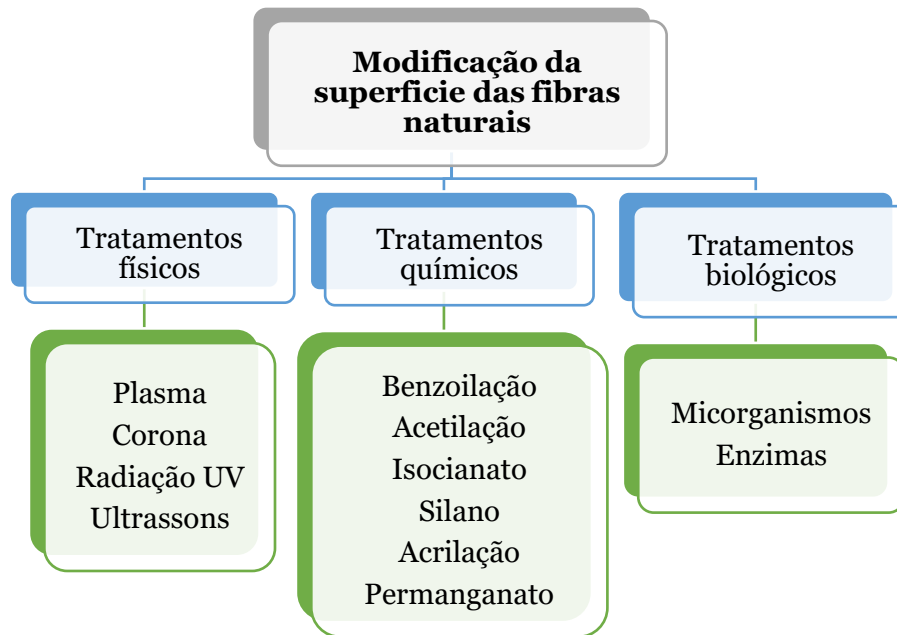 Modificação da
superficie das fibras
naturais
Tratamentos
físicos
Tratamentos
químicos
Tratamentos
biológicos
Plasma
Corona
Radiação UV
Ultrassons
Benzoilação
Acetilação
Isocianato
Silano
Acrilação
Permanganato
Micorganismos
Enzimas